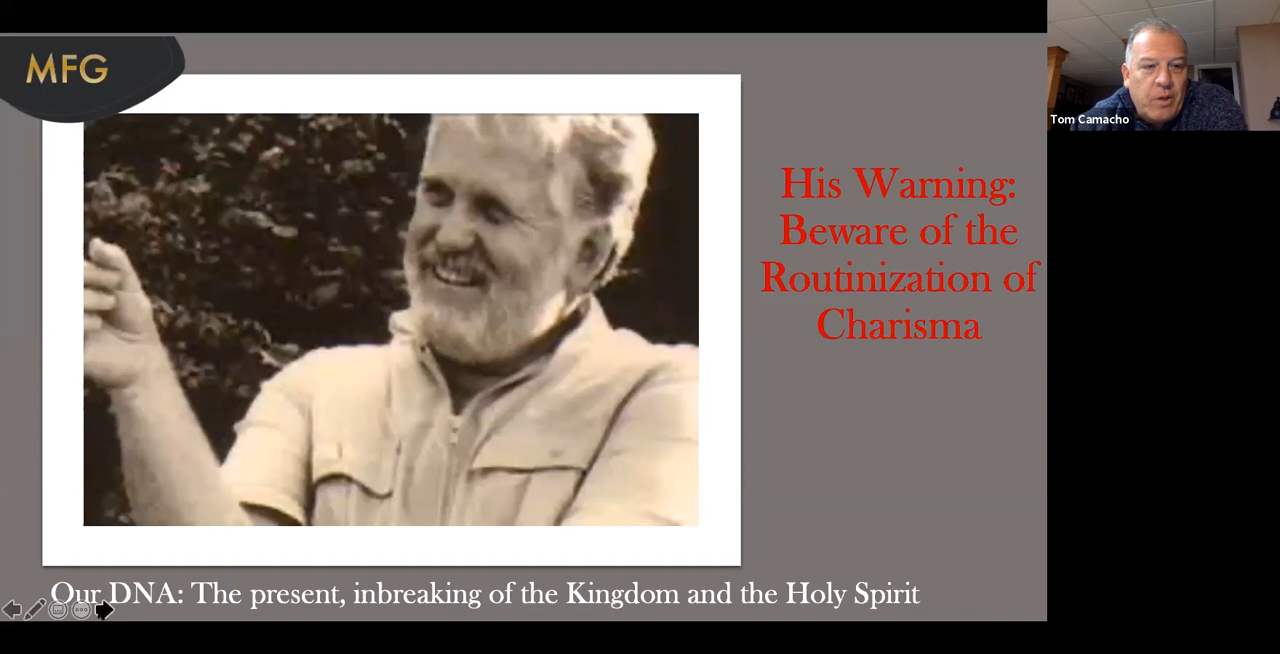 MFG
Tom Camacho
His Warning:
Beware of the
Routinization of
Charisma
Our DNA: The present, inbreaking of the Kingdom and the Holy Spirit